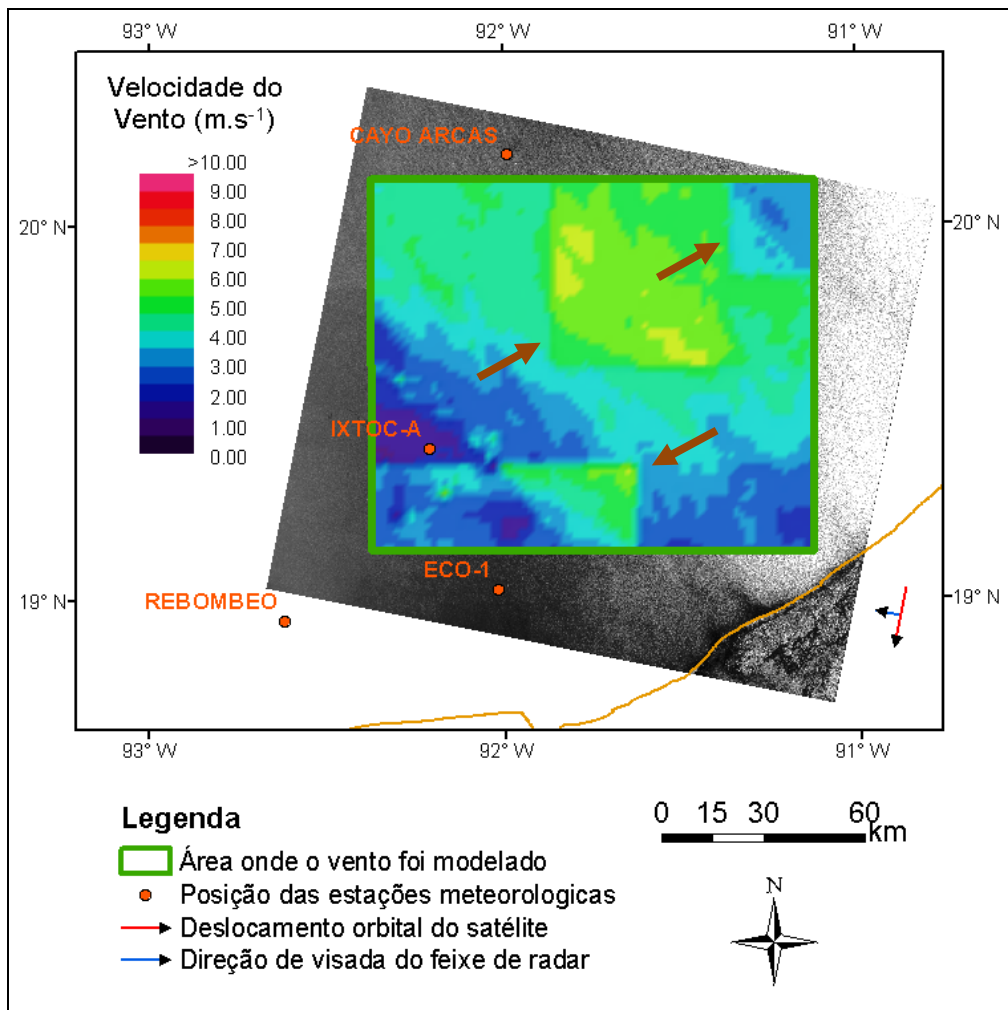 93° W 92° W 91° W
Velocidade do
Vento (m.s⁻¹)
>10.00
9.00
8.00
7.00
6.00
5.00
4.00
3.00
2.00
1.00
0.00
CAYO ARCAS
20° N 20° N
IXTOC-A
ECO-1
REBOMBEO
19° N 19° N
93° W 92° W 91° W
Legenda
Área onde o vento foi modelado
Posição das estações meteorologicas
Deslocamento orbital do satélite
Direção de visada do feixe de radar
0 15 30 60
km
N